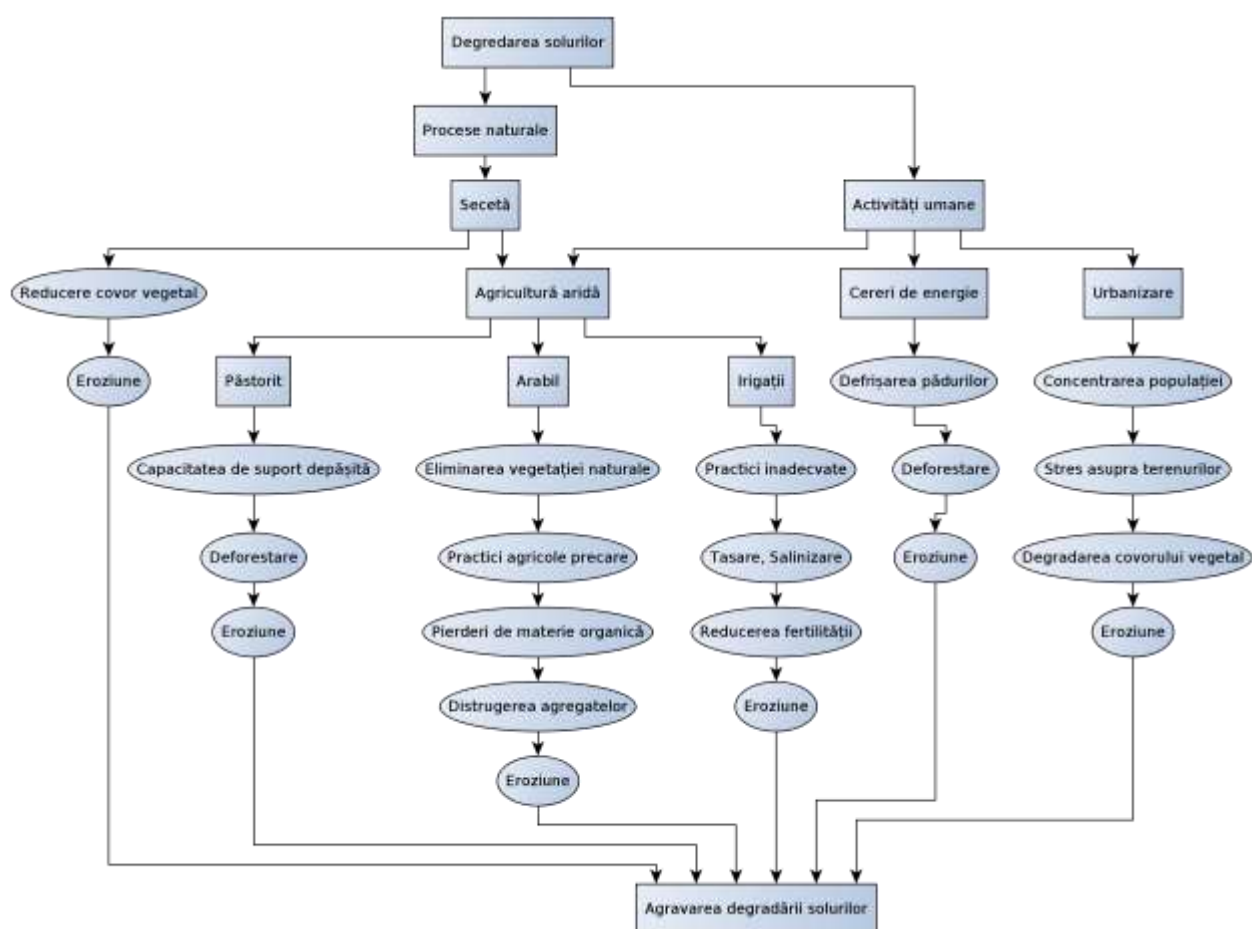 Degredarea solurilor
Procese naturale
Secetă
Activități umane
Reducere covor vegetal
Agricultură aridă
Cereri de energie
Urbanizare
Eroziune
Păstorit
Arabil
Irigații
Defrișarea pădurilor
Concentrarea populației
Capacitatea de suport depășită
Eliminarea vegetației naturale
Practici inadecvate
Deforestare
Stres asupra terenurilor
Deforestare
Practici agricole precare
Tasare, Salinizare
Eroziune
Degradarea covorului vegetal
Eroziune
Pierderi de materie organică
Reducerea fertilității
Eroziune
Distrugerea agregatelor
Eroziune
Eroziune
Agravarea degradării solurilor